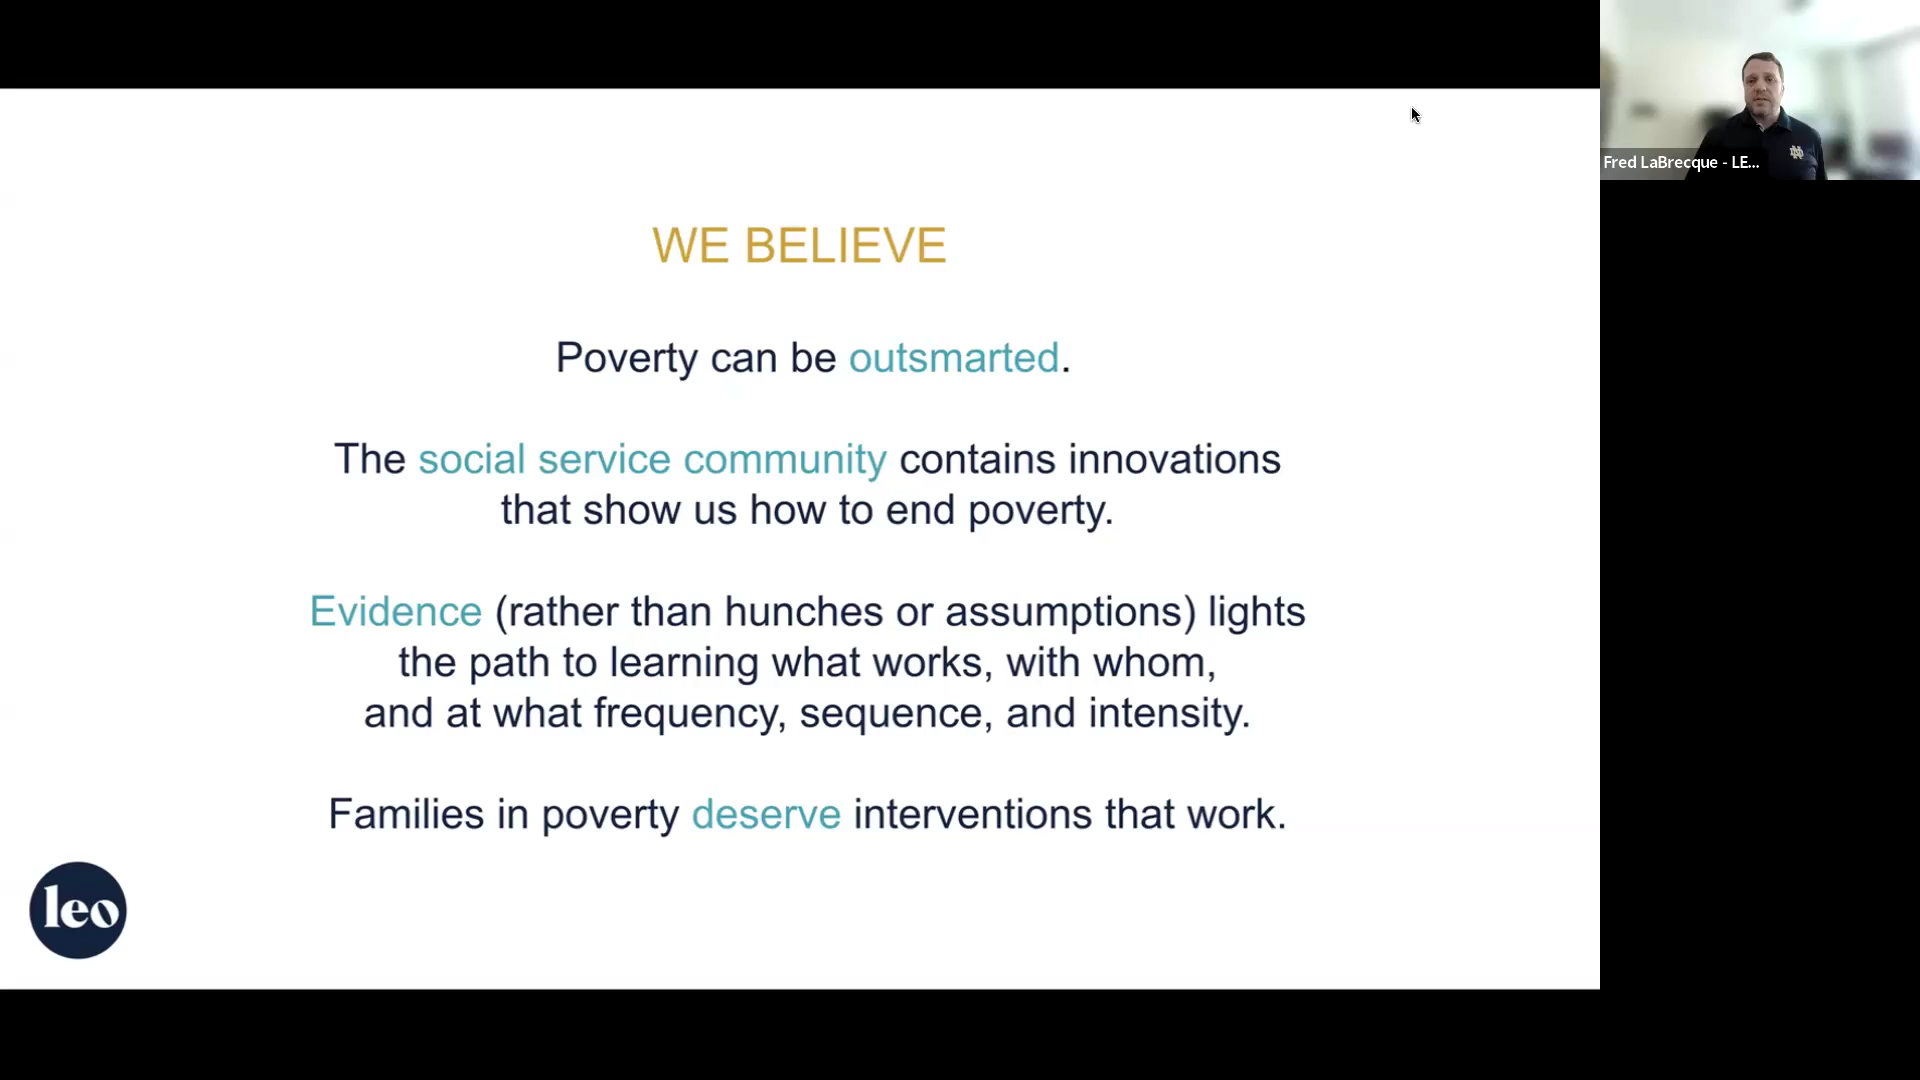 WE BELIEVE
Poverty can be outsmarted.
The social service community contains innovations
that show us how to end poverty.
Evidence (rather than hunches or assumptions) lights
the path to learning what works, with whom,
and at what frequency, sequence, and intensity.
Families in poverty deserve interventions that work.
leo
Fred LaBrecque - LE...
ND